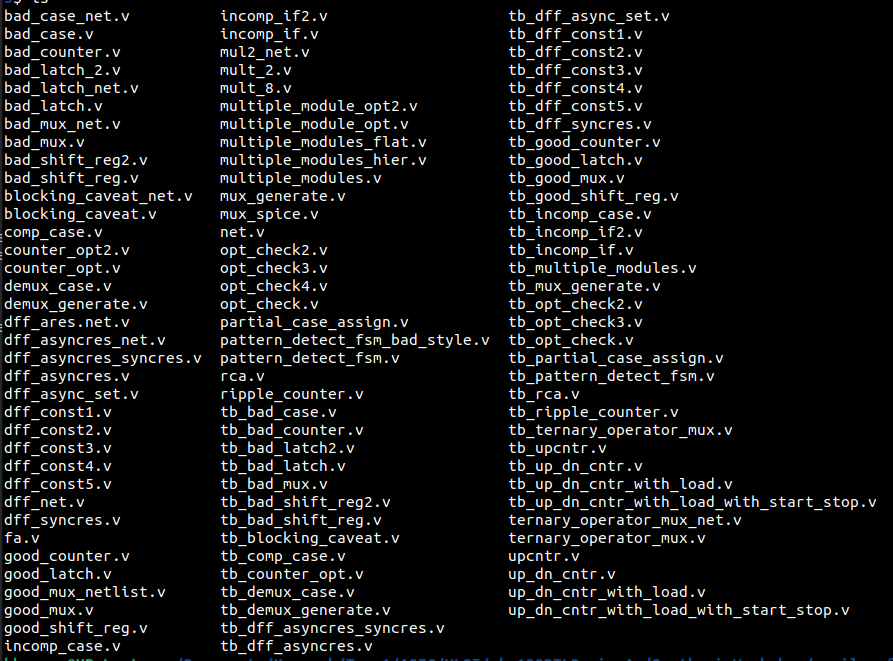 bad_case_net.v incomp_if2.v tb_dff_async_set.v
bad_case.v incomp_if.v tb_dff_const1.v
bad_counter.v mul2_net.v tb_dff_const2.v
bad_latch_2.v mult_2.v tb_dff_const3.v
bad_latch_net.v mult_8.v tb_dff_const4.v
bad_latch.v multiple_module_opt2.v tb_dff_const5.v
bad_mux_net.v multiple_module_opt.v tb_dff_syncres.v
bad_mux.v multiple_modules_flat.v tb_good_counter.v
bad_shift_reg2.v multiple_modules_hier.v tb_good_latch.v
bad_shift_reg.v multiple_modules.v tb_good_mux.v
blocking_caveat_net.v mux_generate.v tb_good_shift_reg.v
blocking_caveat.v mux_spice.v tb_incomp_case.v
comp_case.v net.v tb_incomp_if2.v
counter_opt2.v opt_check2.v tb_incomp_if.v
counter_opt.v opt_check3.v tb_multiple_modules.v
demux_case.v opt_check4.v tb_mux_generate.v
demux_generate.v opt_check.v tb_opt_check2.v
dff_ares.net.v partial_case_assign.v tb_opt_check3.v
dff_asyncres_net.v pattern_detect_fsm_bad_style.v tb_opt_check.v
dff_asyncres_syncres.v pattern_detect_fsm.v tb_partial_case_assign.v
dff_asyncres.v rca.v tb_pattern_detect_fsm.v
dff_async_set.v ripple_counter.v tb_rca.v
dff_const1.v tb_bad_case.v tb_ripple_counter.v
dff_const2.v tb_bad_counter.v tb_ternary_operator_mux.v
dff_const3.v tb_bad_latch2.v tb_upcntr.v
dff_const4.v tb_bad_latch.v tb_up_dn_cntr.v
dff_const5.v tb_bad_mux.v tb_up_dn_cntr_with_load.v
dff_net.v tb_bad_shift_reg2.v tb_up_dn_cntr_with_load_with_start_stop.v
dff_syncres.v tb_bad_shift_reg.v ternary_operator_mux_net.v
fa.v tb_blocking_caveat.v ternary_operator_mux.v
good_counter.v tb_comp_case.v upcntr.v
good_latch.v tb_counter_opt.v up_dn_cntr.v
good_mux_netlist.v tb_demux_case.v up_dn_cntr_with_load.v
good_mux.v tb_demux_generate.v up_dn_cntr_with_load_with_start_stop.v
good_shift_reg.v tb_dff_asyncres_syncres.v
incomp_case.v tb_dff_asyncres.v